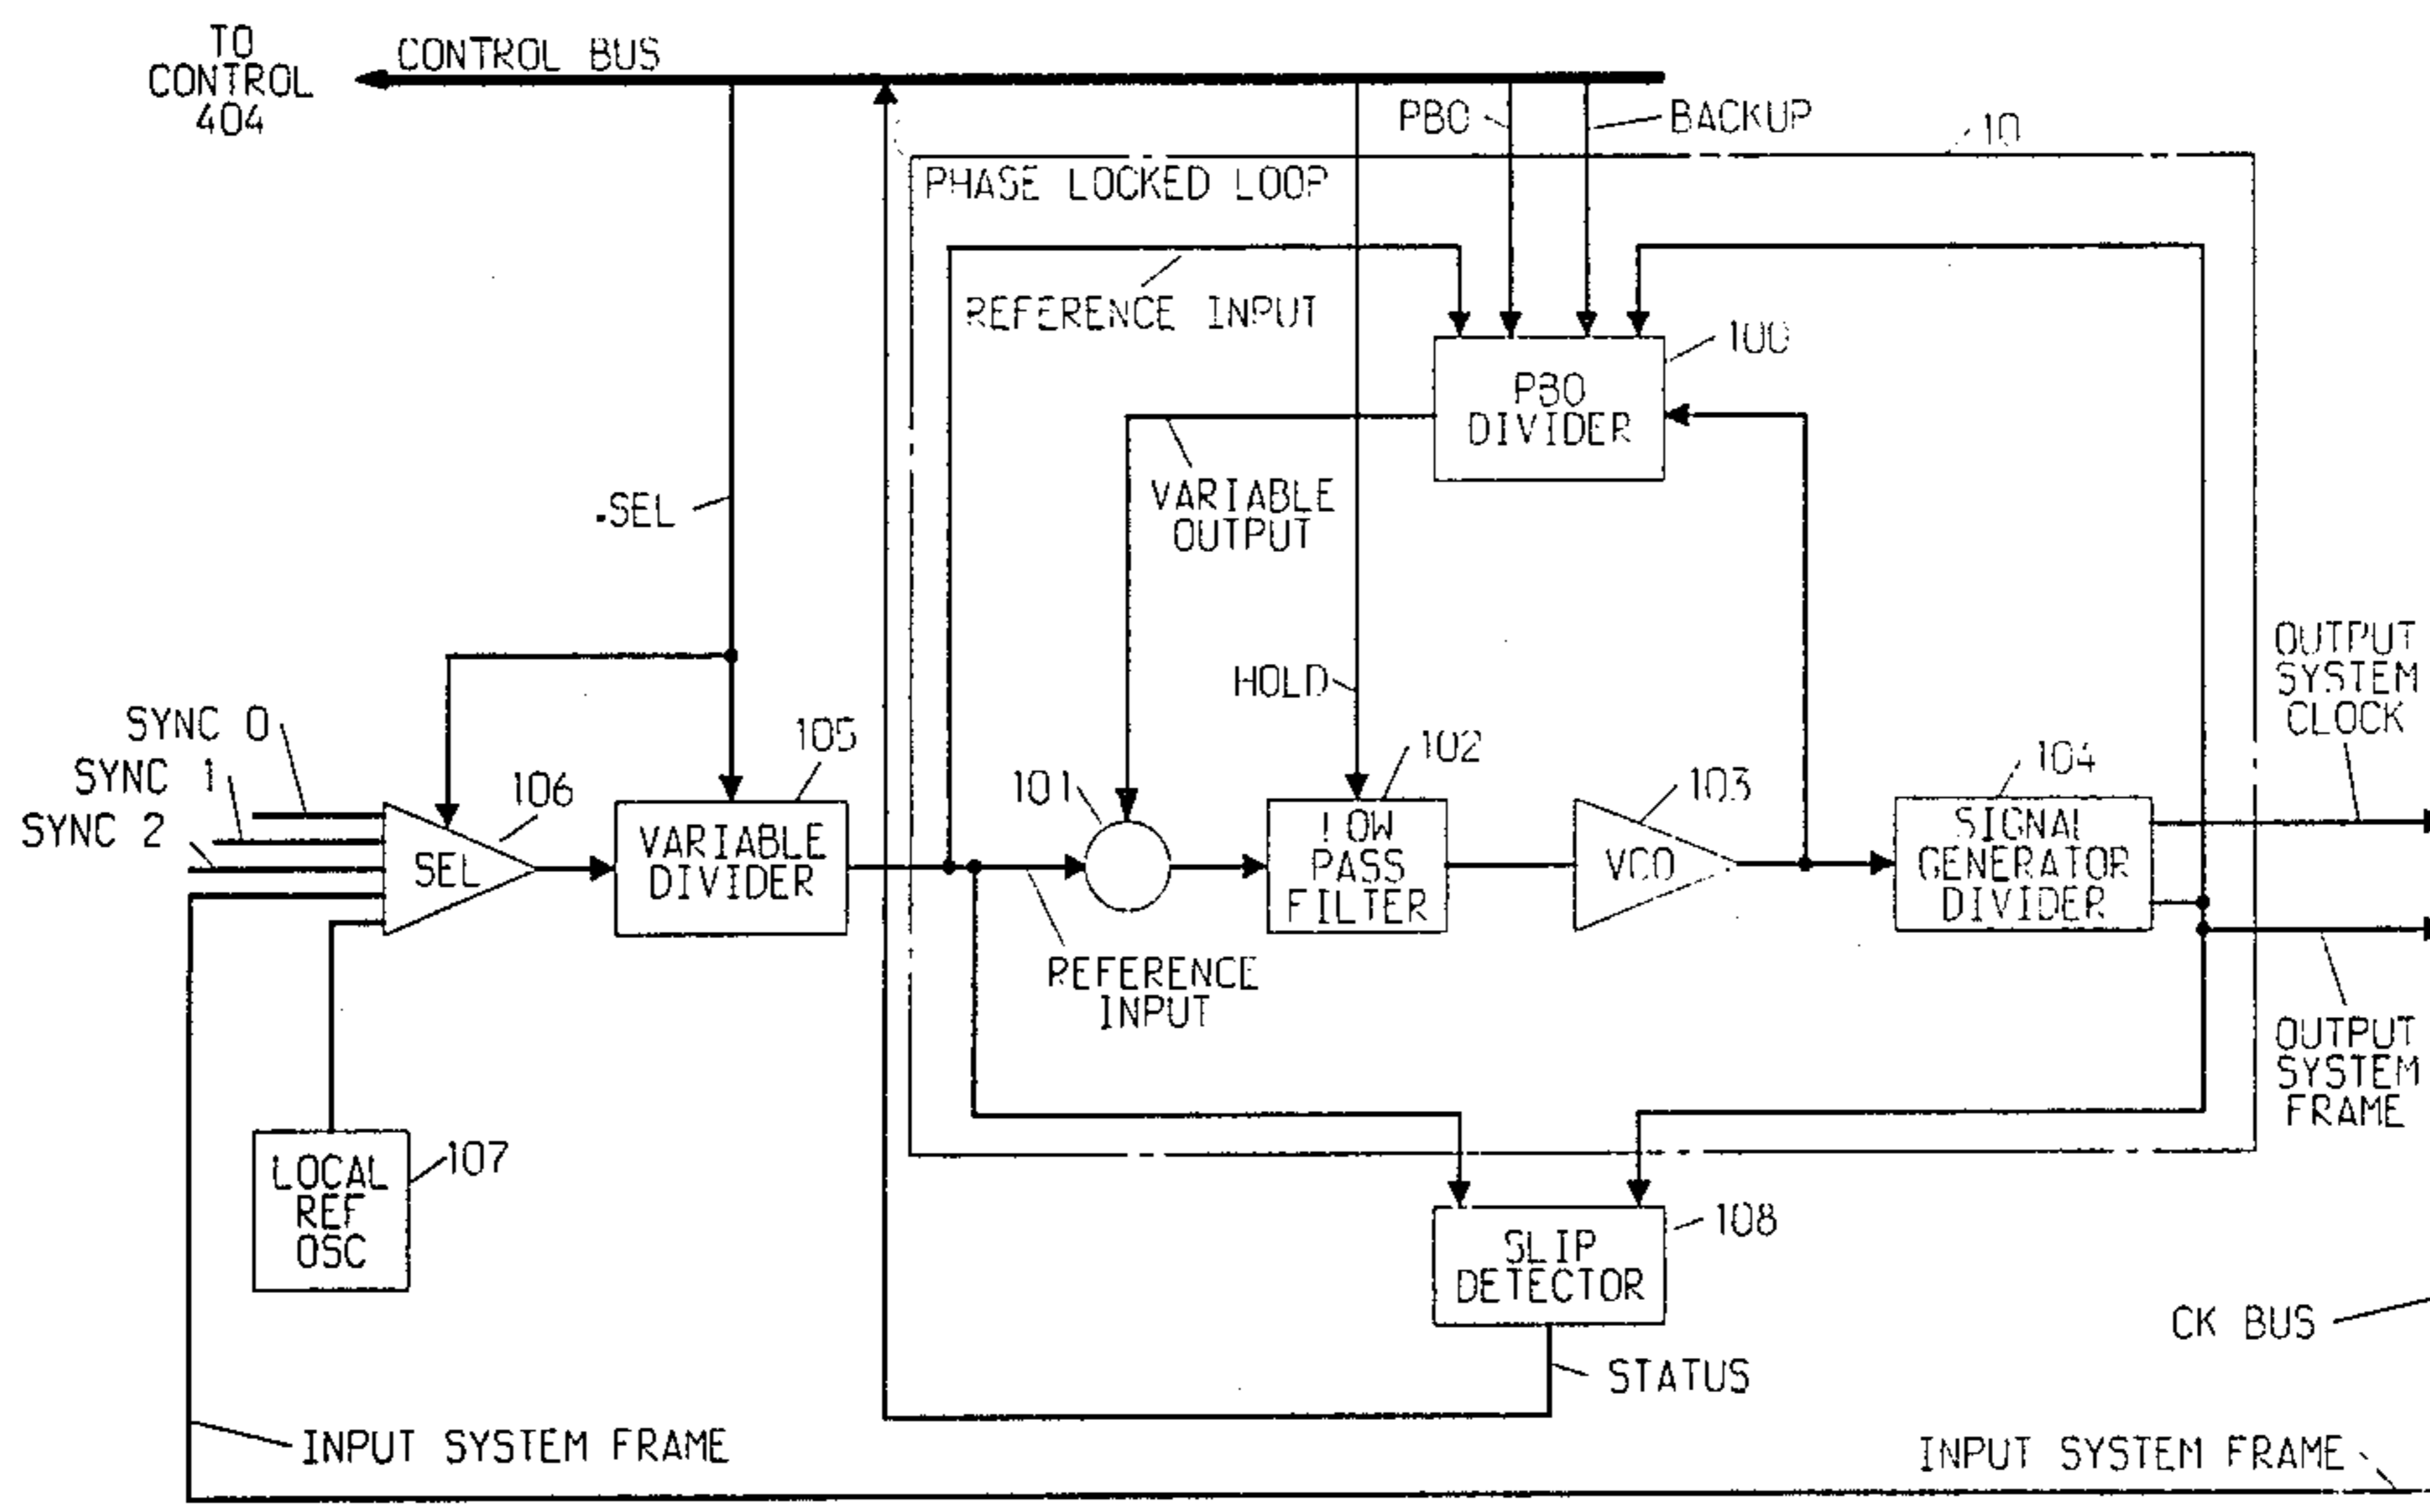 TO
CONTROL
404
CONTROL BUS
PBO
BACKUP
10
PHASE LOCKED LOOP
REFERENCE INPUT
100
PBO
DIVIDER
VARIABLE
OUTPUT
-SEL
HOLD
OUTPUT
SYSTEM
CLOCK
SYNC 0
SYNC 1
SYNC 2
106
SEL
105
VARIABLE
DIVIDER
101
102
LOW
PASS
FILTER
103
VCO
104
SIGNAL
GENERATOR
DIVIDER
REFERENCE
INPUT
OUTPUT
SYSTEM
FRAME
LOCAL
REF
OSC
107
108
SLIP
DETECTOR
CK BUS
STATUS
INPUT SYSTEM FRAME
INPUT SYSTEM FRAME